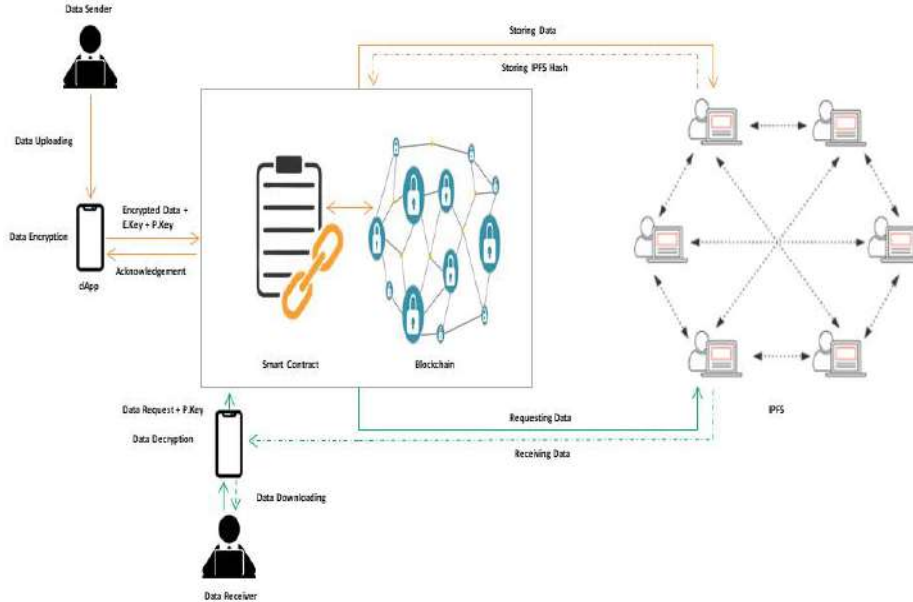 Data Sender
Storing Data
Storing IPFS Hash
Data Uploading
Encrypted Data +
E.Key + P.Key
Data Encryption
Acknowledgement
dApp
Smart Contract
Blockchain
Data Request + P.Key
Requesting Data
IPFS
Data Decryption
Receiving Data
Data Downloading
Data Receiver